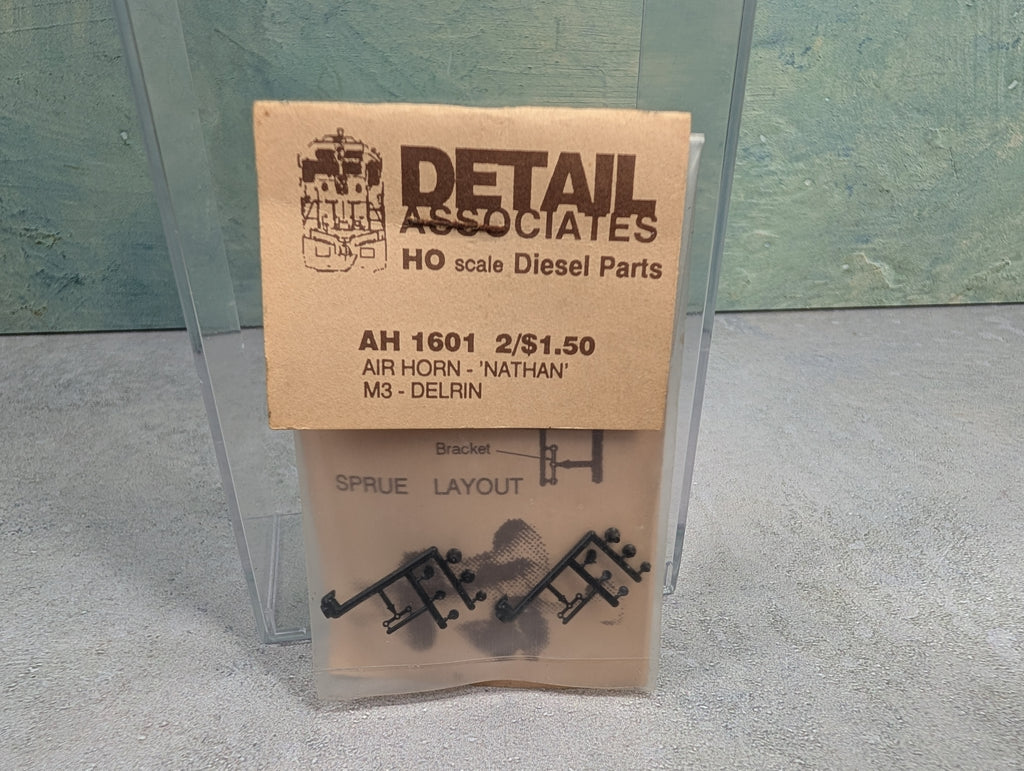 DETAIL
ASSOCIATES
HO scale Diesel Parts
AH 1601 2/$1.50
AIR HORN - 'NATHAN'
M3 - DELRIN
Bracket
SPRUE LAYOUT